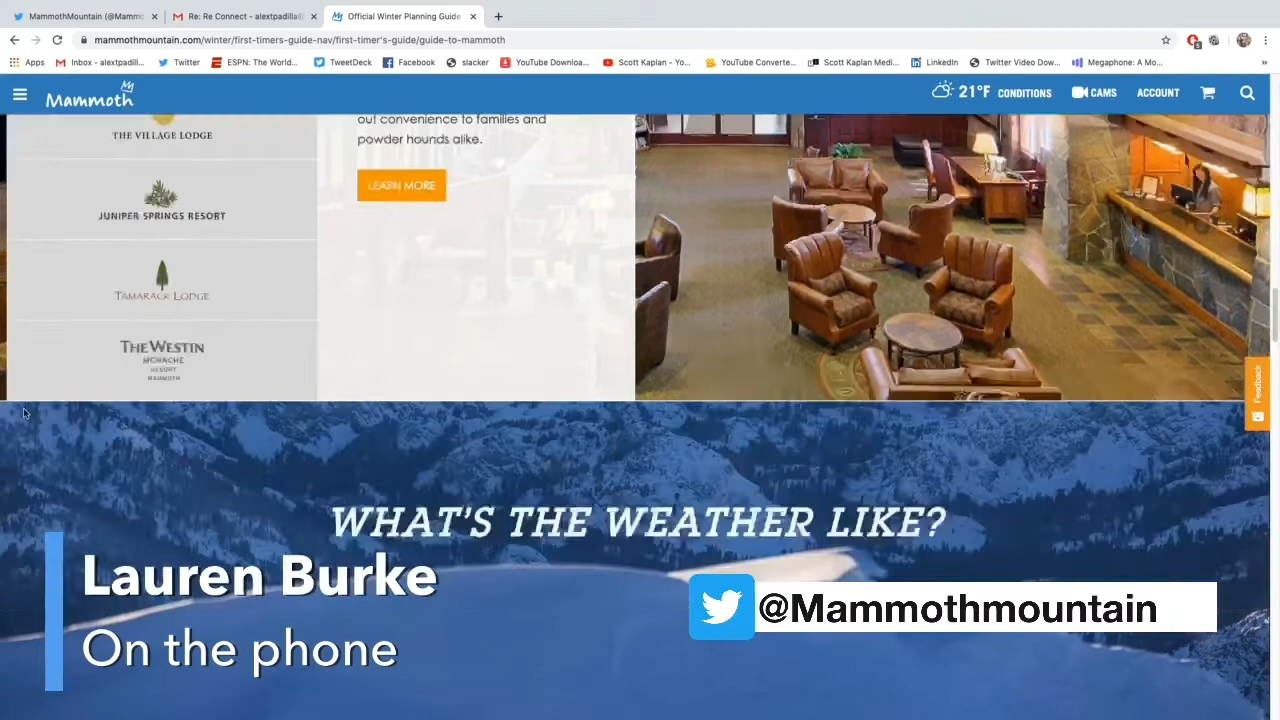 MammothMountain (@Mammo
Re: Re Connect - alextpadilla@
Official Winter Planning Guide
mammothmountain.com/winter/first-timers-guide-nav/first-timer's-guide/guide-to-mammoth
Apps
Inbox - alextpadill...
Twitter
ESPN: The World...
TweetDeck
Facebook
slacker
YouTube Downloa...
Scott Kaplan - Yo...
YouTube Converte...
Scott Kaplan Medi...
LinkedIn
Twitter Video Dow...
Megaphone: A Mo...
Mammoth
21°F CONDITIONS
CAMS
ACCOUNT
THE VILLAGE LODGE
JUNIPER SPRINGS RESORT
TAMARACK LODGE
THE WESTIN
MONACHE
RESORT
MAMMOTH
out convenience to families and
powder hounds alike.
LEARN MORE
Feedback
WHAT'S THE WEATHER LIKE?
Lauren Burke
On the phone
@Mammothmountain